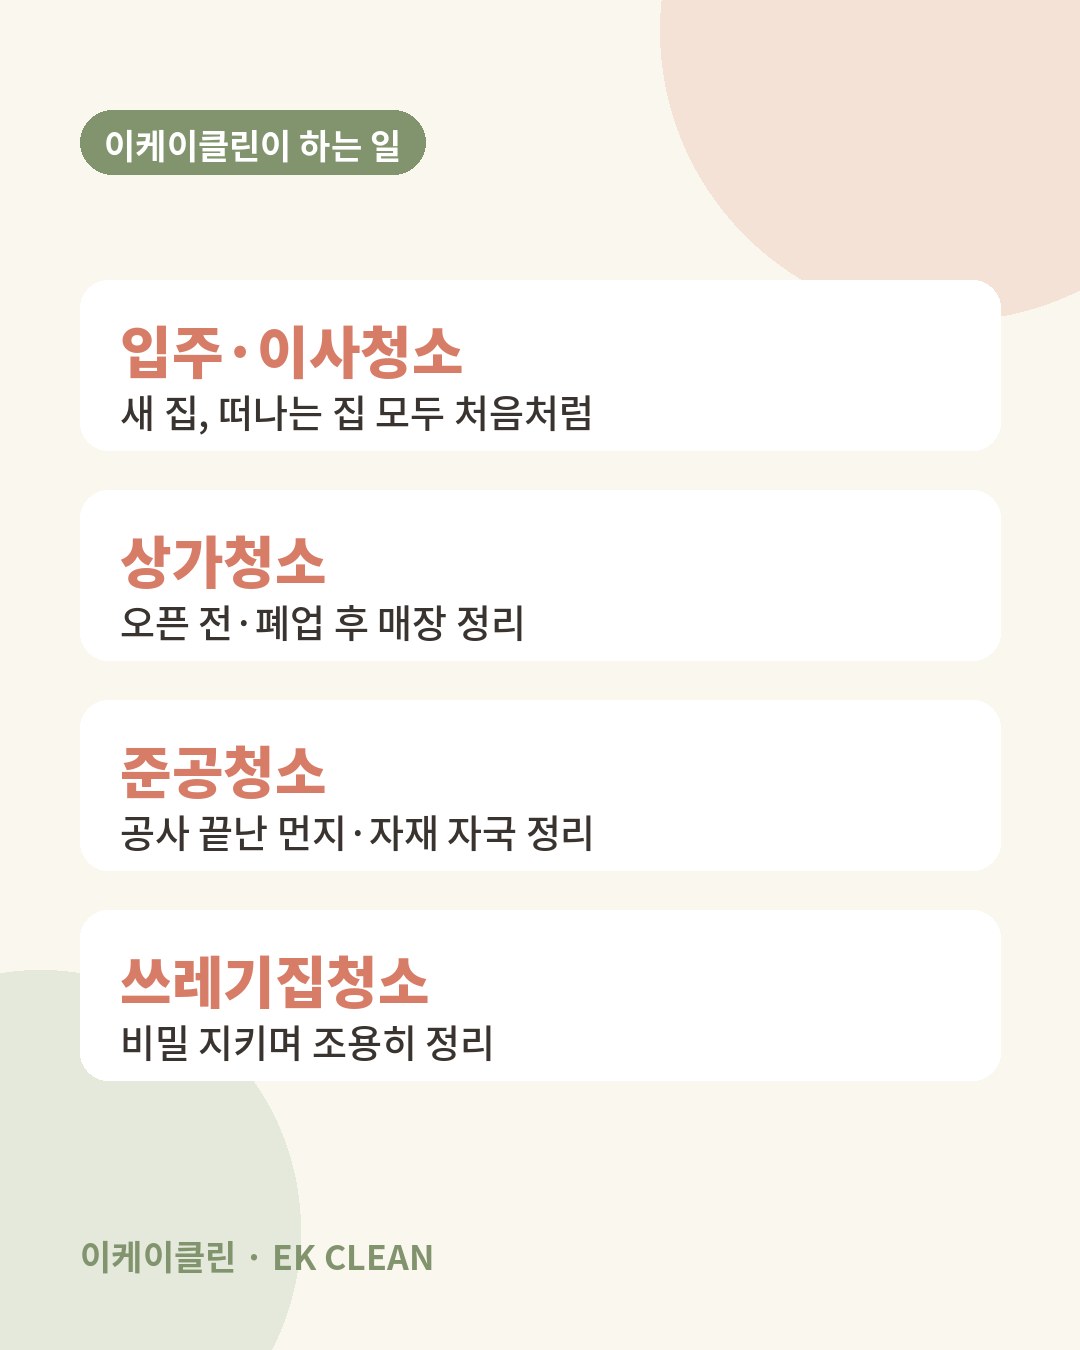 이케이클린이 하는 일
입주·이사청소
새 집, 떠나는 집 모두 처음처럼
상가청소
오픈 전·폐업 후 매장 정리
준공청소
공사 끝난 먼지·자재 자국 정리
쓰레기집청소
비밀 지키며 조용히 정리
이케이클린 · EK CLEAN